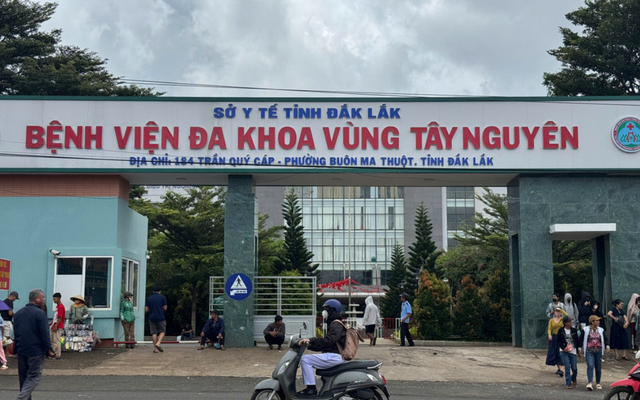 SỞ Y TẾ TỈNH ĐẮK LẮK
BỆNH VIỆN ĐA KHOA VÙNG TÂY NGUYÊN
ĐỊA CHỈ: 184 TRẦN QUÝ CÁP - PHƯỜNG BUÔN MA THUỘT, TỈNH ĐẮK LẮK